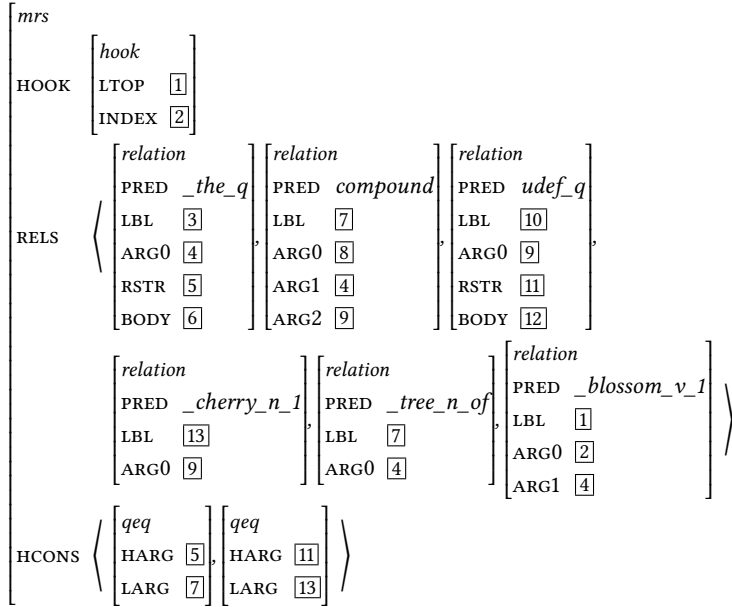 mrs
HOOK hook
LTOP 1
INDEX 2
RELS ⟨ relation relation relation
PRED _the_q, PRED compound, PRED udef_q,
LBL 3 LBL 7 LBL 10
ARG0 4 ARG0 8 ARG0 9
RSTR 5 ARG1 4 RSTR 11
BODY 6 ARG2 9 BODY 12
relation relation relation
PRED _cherry_n_1, PRED _tree_n_of, PRED _blossom_v_1 ⟩
LBL 13 LBL 7 LBL 1
ARG0 9 ARG0 4 ARG0 2
ARG1 4
HCONS ⟨ qeq, qeq ⟩
HARG 5 HARG 11
LARG 7 LARG 13